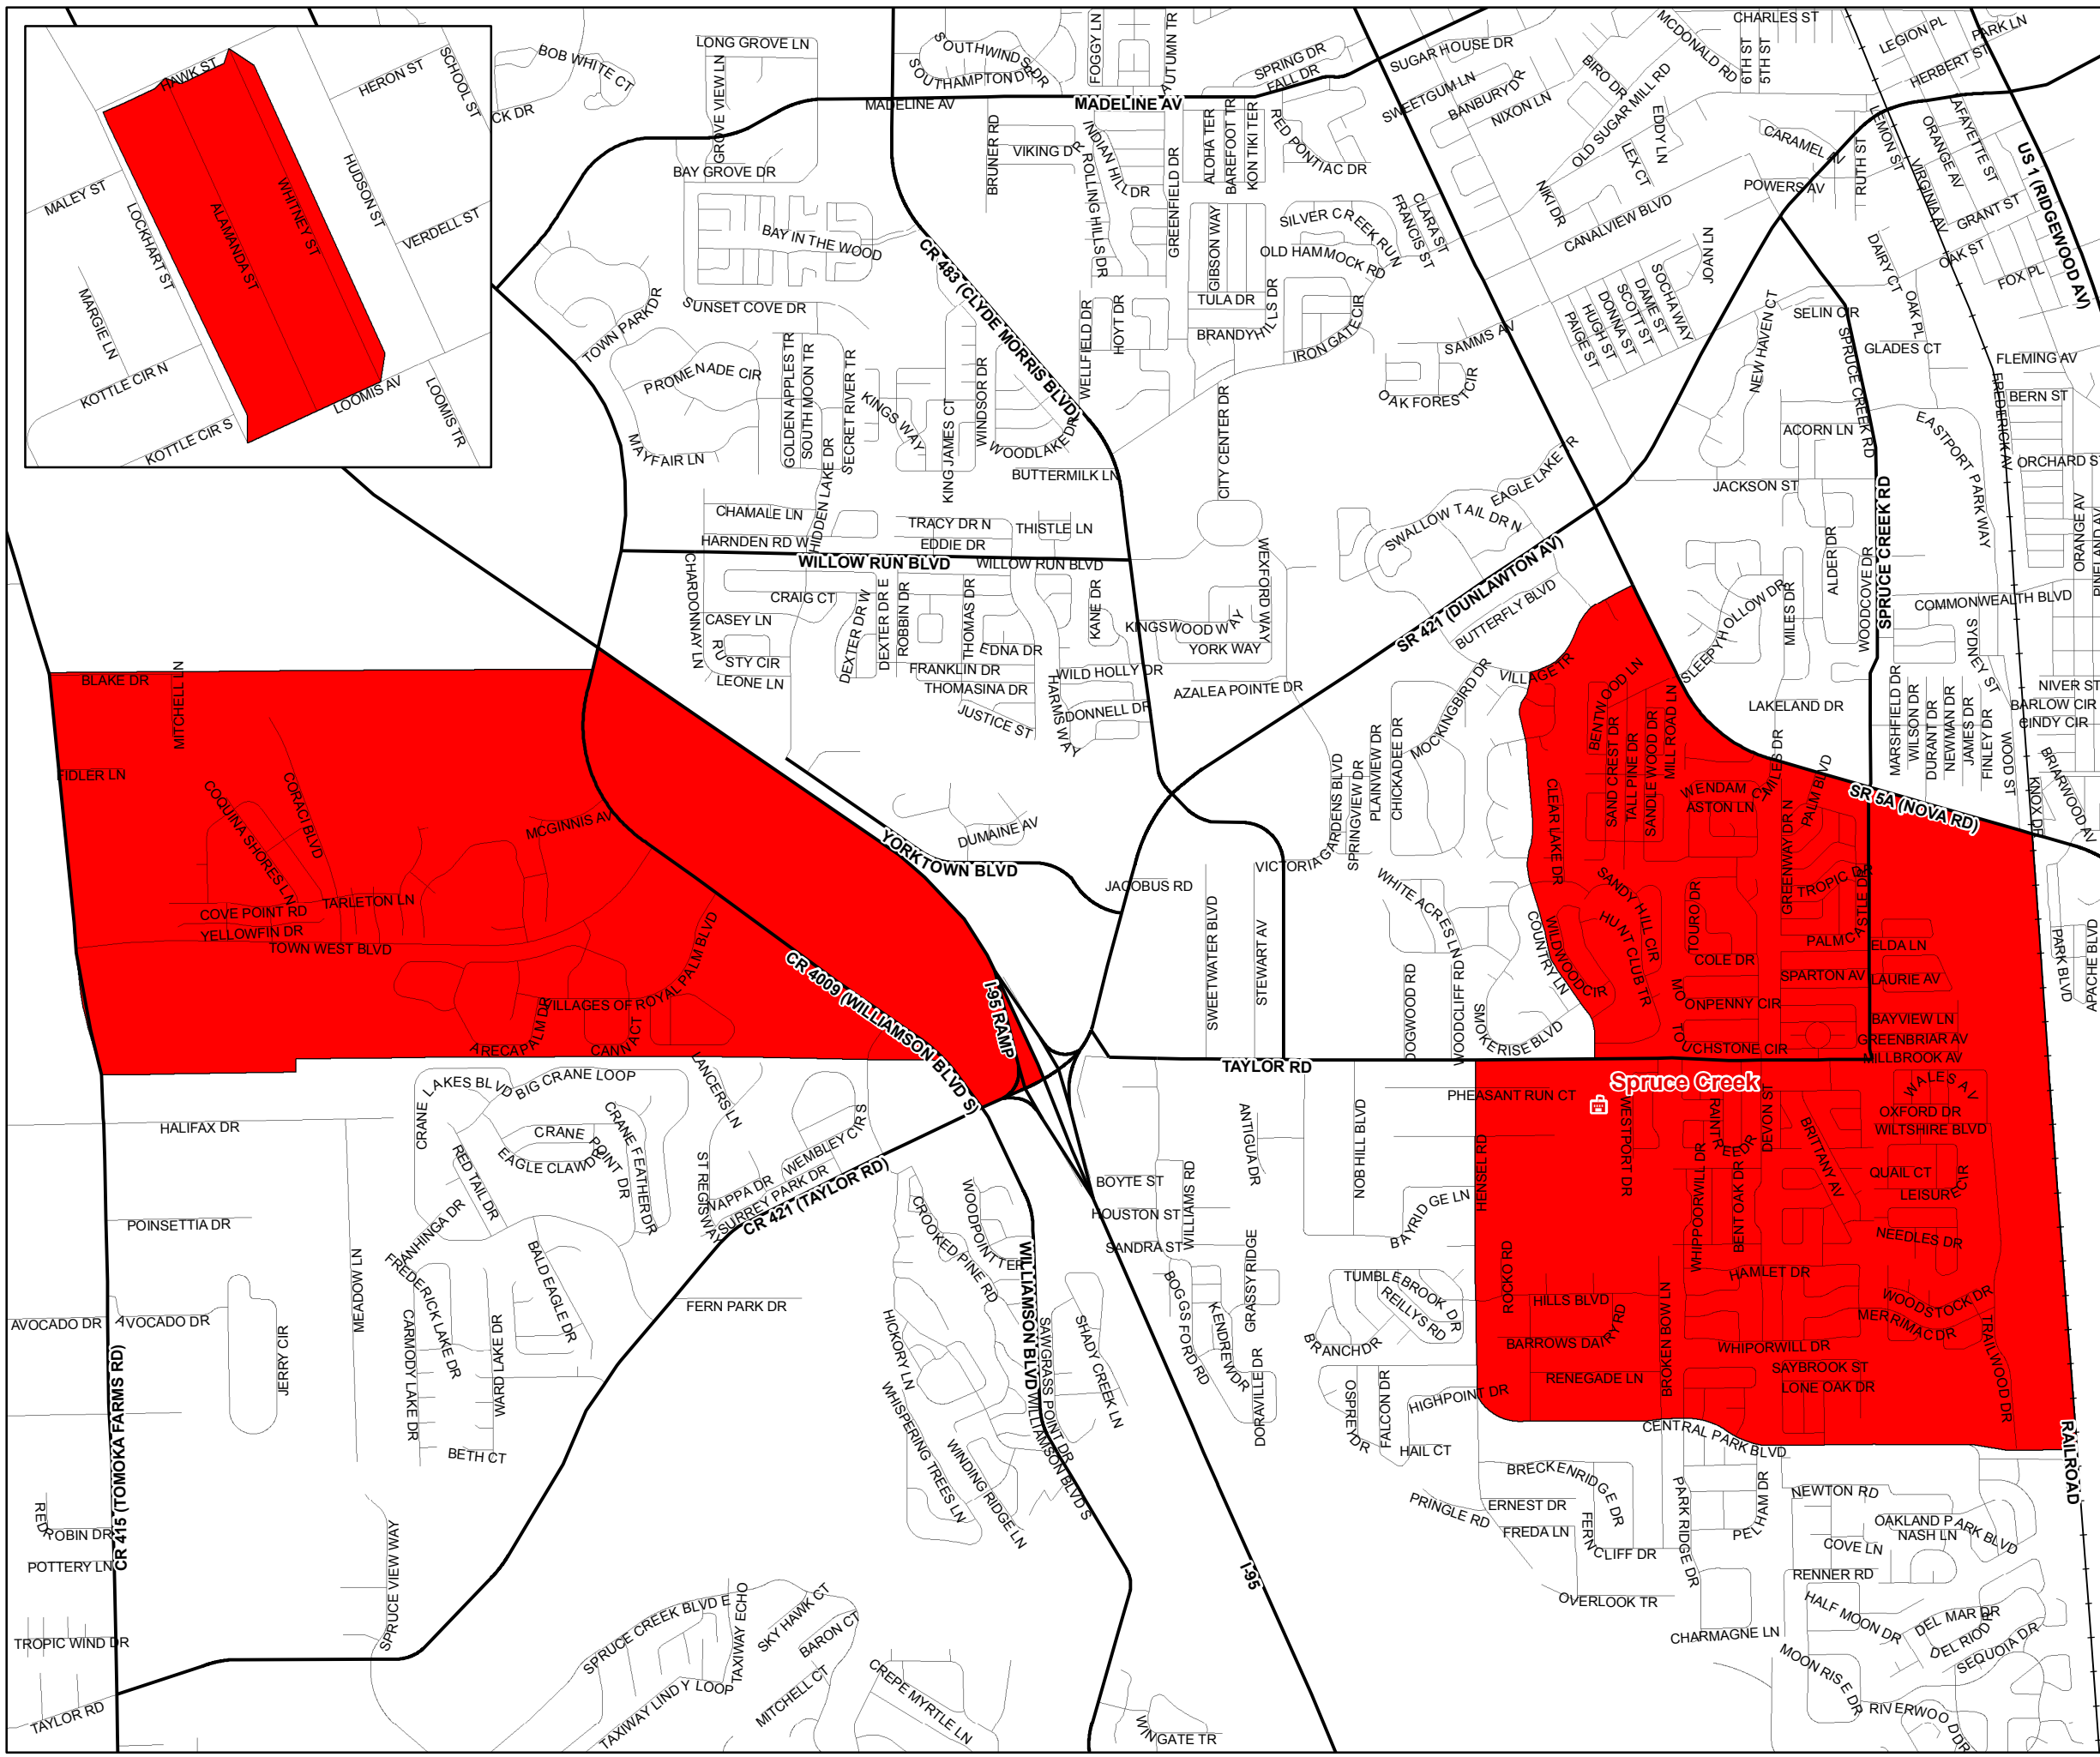 HAWK ST
HERON ST
SCHOOL ST
MALEY ST
LOCKHART ST
ALAMANDA ST
WHITNEY ST
HUDSON ST
VERDELL ST
MARGIE LN
KOTTLE CIR N
KOTTLE CIR S
LOOMIS AV
LOOMIS TR
CK DR
BOB WHITE CT
LONG GROVE LN
GROVE VIEW LN
SOUTHWINDS DR
SOUTHAMPTON DR
FOGGY LN
AUTUMN TR
SPRING DR
FALL DR
SUGAR HOUSE DR
MCDONALD RD
CHARLES ST
6TH ST
5TH ST
LEGION PL
PARK LN
HERBERT ST
MADELINE AV
MADELINE AV
SWEETGUM LN
BANBURY DR
NIXON LN
BIRO DR
OLD SUGAR MILL RD
EDDY LN
LEX CT
NIKI DR
CARAMEL AV
POWERS AV
RUTH ST
LEMON ST
VIRGINIA AV
ORANGE AV
LAFAYETTE ST
GRANT ST
OAK ST
FOX PL
US 1 (RIDGEWOOD AV)
BAY GROVE DR
BRUNER RD
VIKING DR
INDIAN HILL DR
ROLLING HILLS DR
GREENFIELD DR
ALOHA TER
BAREFOOT TR
KON TIKI TER
RED PONTIAC DR
BAY IN THE WOOD
CR 483 (CLYDE MORRIS BLVD)
GIBSON WAY
SILVER CREEK RUN
OLD HAMMOCK RD
CLARA ST
FRANCIS ST
CANALVIEW BLVD
JOAN LN
DAIRY CT
OAK PL
SUNSET COVE DR
TOWN PARK DR
PROMENADE CIR
GOLDEN APPLES TR
SOUTH MOON TR
SECRET RIVER TR
KINGS WAY
KING JAMES CT
WINDSOR DR
WELLFIELD DR
HOYT DR
TULA DR
BRANDY HILLS DR
IRON GATE CIR
SAMMS AV
OAK FOREST CIR
PAIGE ST
HUGH ST
DONNA ST
SCOTT ST
DAME ST
SOCHA WAY
NEW HAVEN CT
SELIN CIR
SPRUCE CREEK RD
GLADES CT
FLEMING AV
BERN ST
FREDERICK AV
EASTPORT PARKWAY
ORCHARD ST
ACORN LN
MAYFAIR LN
HIDDEN LAKE DR
WOODLAKE DR
BUTTERMILK LN
CITY CENTER DR
EAGLE LAKE TR
SWALLOW TAIL DR N
JACKSON ST
SPRUCE CREEK RD
CHAMALE LN
HARNDEN RD W
TRACY DR N
EDDIE DR
THISTLE LN
WILLOW RUN BLVD
WILLOW RUN BLVD
WEXFORD WAY
SR 421 (DUNLAWTON AV)
BUTTERFLY BLVD
ALDER DR
WOODCOVE DR
ORANGE AV
PINELAND AV
COMMONWEALTH BLVD
CHARDONNAY LN
CRAIG CT
CASEY LN
RUSTY CIR
LEONE LN
DEXTER DR W
DEXTER DR E
ROBBIN DR
THOMAS DR
EDNA DR
FRANKLIN DR
THOMASINA DR
JUSTICE ST
KANE DR
WILD HOLLY DR
HARMS WAY
DONNELL DR
KINGSWOOD WAY
YORK WAY
AZALEA POINTE DR
MOCKINGBIRD DR
VILLAGE TR
SLEEPY HOLLOW DR
MILES DR
LAKELAND DR
SYDNEY ST
NIVER ST
BARLOW CIR
CINDY CIR
MARSHFIELD DR
WILSON DR
DURANT DR
NEWMAN DR
JAMES DR
FINLEY DR
WOOD ST
BRIARWOOD AV
KNOX DR
BLAKE DR
MITCHELL LN
FIDLER LN
COQUINA SHORES LN
CORACI BLVD
MCGINNIS AV
COVE POINT RD
TARLETON LN
YELLOWFIN DR
TOWN WEST BLVD
VILLAGES OF ROYAL PALM BLVD
ARECA PALM DR
CANNA CT
CR 4009 (WILLIAMSON BLVD S)
YORKTOWN BLVD
DUMAINE AV
I-95 RAMP
JACOBUS RD
SWEETWATER BLVD
STEWART AV
VICTORIA GARDENS BLVD
SPRINGVIEW DR
PLAINVIEW DR
CHICKADEE DR
WHITE ACRES LN
DOGWOOD RD
WOODCLIFF RD
SMOKERISE BLVD
COUNTRY LN
CLEAR LAKE DR
WILDWOOD CIR
BENTWOOD LN
SAND CREST DR
TALL PINE DR
SANDLE WOOD DR
MILL ROAD LN
WENDAM CT
ASTON LN
MILES DR
PALM BLVD
SR 5A (NOVA RD)
SANDY HILL CIR
HUNT CLUB TR
TOURO DR
GREENWAY DR N
TROPIC DR
PALM CASTLE DR
COLE DR
SPARTON AV
ELDA LN
LAURIE AV
MOONPENNY CIR
TOUCHSTONE CIR
BAYVIEW LN
GREENBRIAR AV
MILLBROOK AV
PARK BLVD
APACHE BLVD
TAYLOR RD
Spruce Creek
PHEASANT RUN CT
WESTPORT DR
RAINTREE DR
DEVON ST
BRITTANY AV
WALES AV
OXFORD DR
WILTSHIRE BLVD
QUAIL CT
LEISURE CIR
NEEDLES DR
WHIPPOORWILL DR
BENT OAK DR
HAMLET DR
WOODSTOCK DR
MERRIMAC DR
TRAILWOOD DR
HENSEL RD
ROCKO RD
HILLS BLVD
BARROWS DAIRY RD
BROKEN BOW LN
WHIPORWILL DR
SAYBROOK ST
LONE OAK DR
RENEGADE LN
HIGHPOINT DR
CENTRAL PARK BLVD
RAILROAD
HALIFAX DR
CRANE LAKES BLVD
BIG CRANE LOOP
LANCERS LN
CRANE POINT DR
CRANE FEATHER DR
EAGLE CLAW DR
RED TAIL DR
ST REGIS WAY
NAPPA DR
SURREY PARK DR
WEMBLEY CIR S
CR 421 (TAYLOR RD)
POINSETTIA DR
MEADOW LN
ANHINGA DR
FREDERICK LAKE DR
BALD EAGLE DR
CARMODY LAKE DR
WARD LAKE DR
BETH CT
AVOCADO DR
AVOCADO DR
JERRY CIR
CR 415 (TOMOKA FARMS RD)
FERN PARK DR
CROOKED PINE RD
WOODPOINT TER
HICKORY LN
WHISPERING TREES LN
WINDING RIDGE LN
WILLIAMSON BLVD
WILLIAMSON BLVD S
SAWGRASS POINT DR
SHADY CREEK LN
BOYTE ST
HOUSTON ST
SANDRA ST
WILLIAMS RD
ANTIGUA DR
NOB HILL BLVD
BAYRIDGE LN
BOGGS FORD RD
KENDREW DR
GRASSY RIDGE
DORAVILLE DR
TUMBLEBROOK DR
REILLYS RD
BRANCH DR
OSPREY DR
FALCON DR
HAIL CT
BRECKENRIDGE DR
PRINGLE RD
ERNEST DR
FREDA LN
FERNCLIFF DR
OVERLOOK TR
PARK RIDGE DR
PELHAM DR
NEWTON RD
OAKLAND PARK BLVD
NASH LN
COVE LN
RENNER RD
HALF MOON DR
DEL MAR DR
DEL RIO DR
SEQUOIA DR
CHARMAGNE LN
MOON RISE DR
RIVERWOOD DR
RED ROBIN DR
POTTERY LN
TROPIC WIND DR
TAYLOR RD
SPRUCE VIEW WAY
SPRUCE CREEK BLVD E
TAXIWAY ECHO
TAXIWAY LINDY LOOP
SKY HAWK CT
BARON CT
MITCHELL CT
CREPE MYRTLE LN
WINGATE TR
I-95